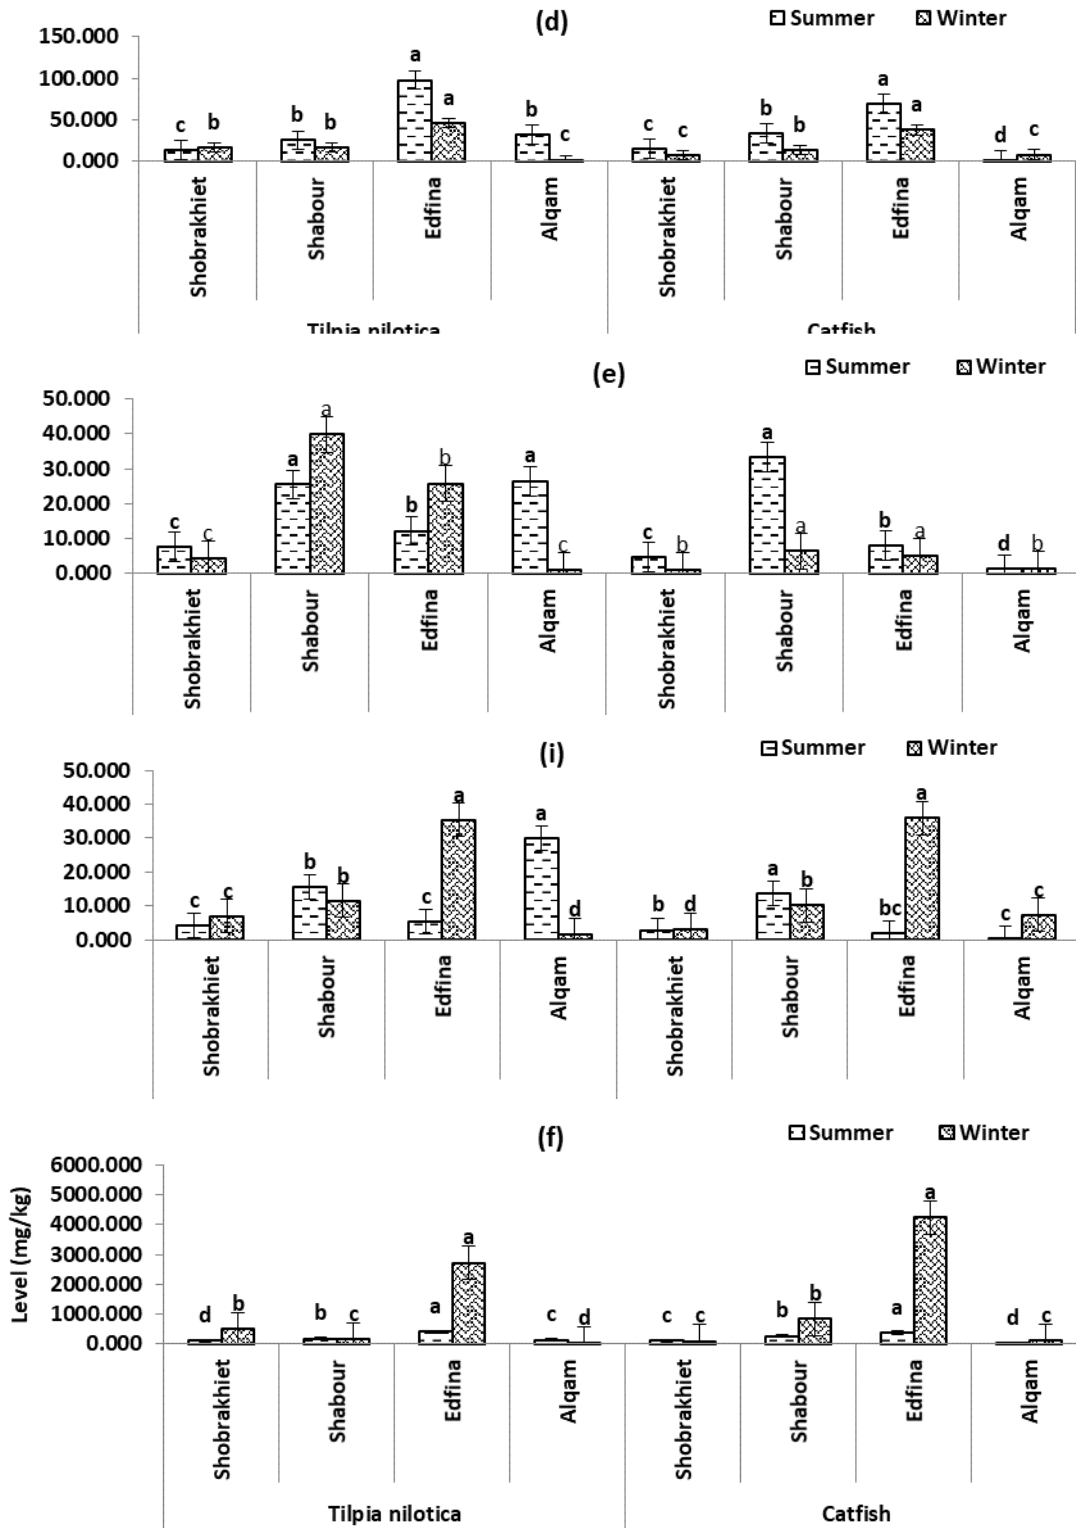 (d)
Summer Winter
150.000
100.000
50.000
0.000
c b b b a a b c c c b b a a d c
Shobrakhiet Shabour Edfina Alqam Shobrakhiet Shabour Edfina Alqam
Tilpia nilotica Catfish
(e)
Summer Winter
50.000
40.000
30.000
20.000
10.000
0.000
c c a a b b a c c b a a b a d b
Shobrakhiet Shabour Edfina Alqam Shobrakhiet Shabour Edfina Alqam
(i)
Summer Winter
50.000
40.000
30.000
20.000
10.000
0.000
c c b b c a a d b d a b bc a c c
Shobrakhiet Shabour Edfina Alqam Shobrakhiet Shabour Edfina Alqam
(f)
Summer Winter
Level (mg/kg)
6000.000
5000.000
4000.000
3000.000
2000.000
1000.000
0.000
d b b c a a c d c c b b a a d c
Shobrakhiet Shabour Edfina Alqam Shobrakhiet Shabour Edfina Alqam
Tilpia nilotica Catfish